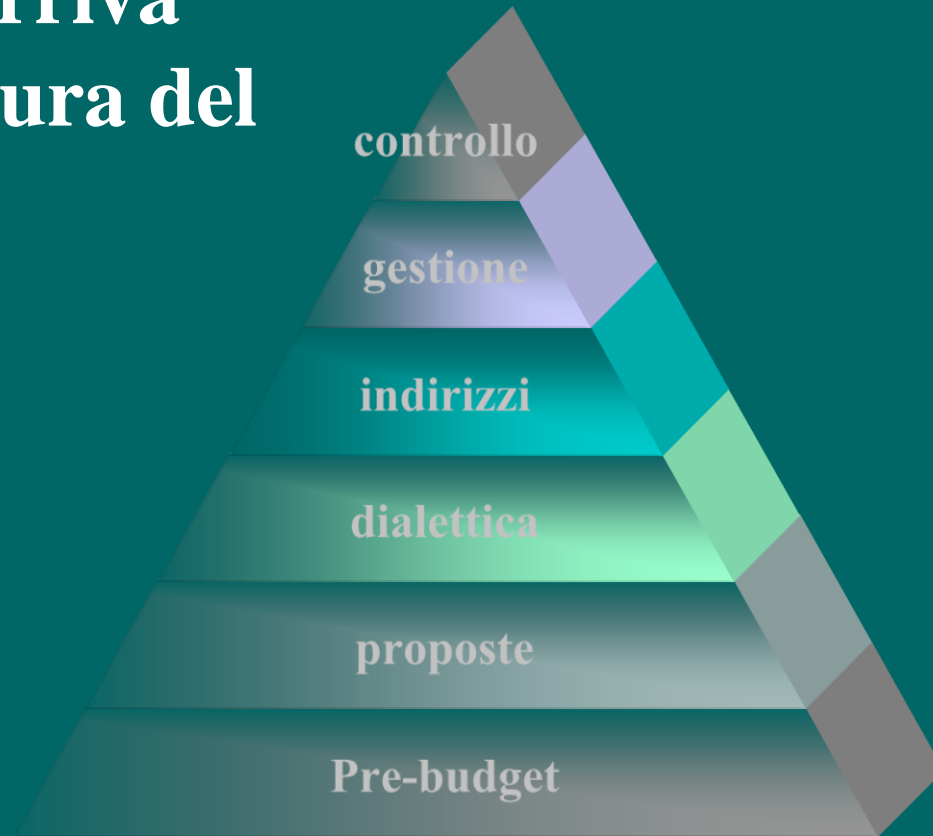 ura del
controllo
gestione
indirizzi
dialettica
proposte
Pre-budget